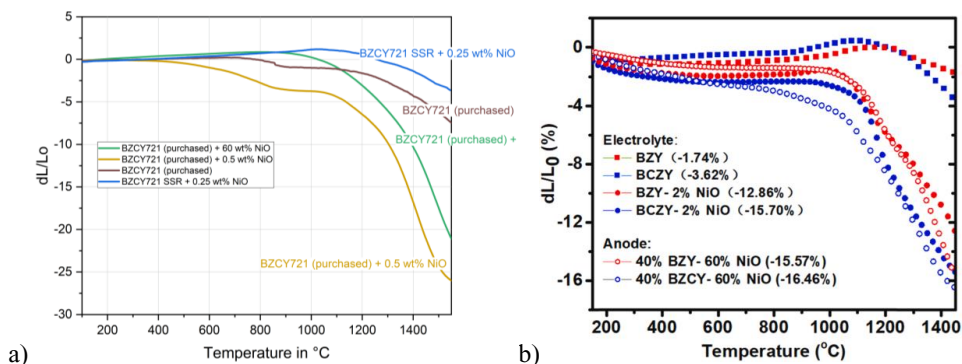 5
0
-5
-10
-15
-20
-25
-30
dL/Lo
200
400
600
800
1000
1200
1400
Temperature in °C
BZCY721 SSR + 0.25 wt% NiO
BZCY721 (purchased)
BZCY721 (purchased) +
BZCY721 (purchased) + 60 wt% NiO
BZCY721 (purchased) + 0.5 wt% NiO
BZCY721 (purchased)
BZCY721 SSR + 0.25 wt% NiO
BZCY721 (purchased) + 0.5 wt% NiO
a)
0
-4
-8
-12
-16
dL/L0 (%)
Electrolyte:
BZY (-1.74%)
BCZY (-3.62%)
BZY- 2% NiO (-12.86%)
BCZY- 2% NiO (-15.70%)
Anode:
40% BZY- 60% NiO (-15.57%)
40% BZCY- 60% NiO (-16.46%)
200
400
600
800
1000
1200
1400
Temperature (°C)
b)